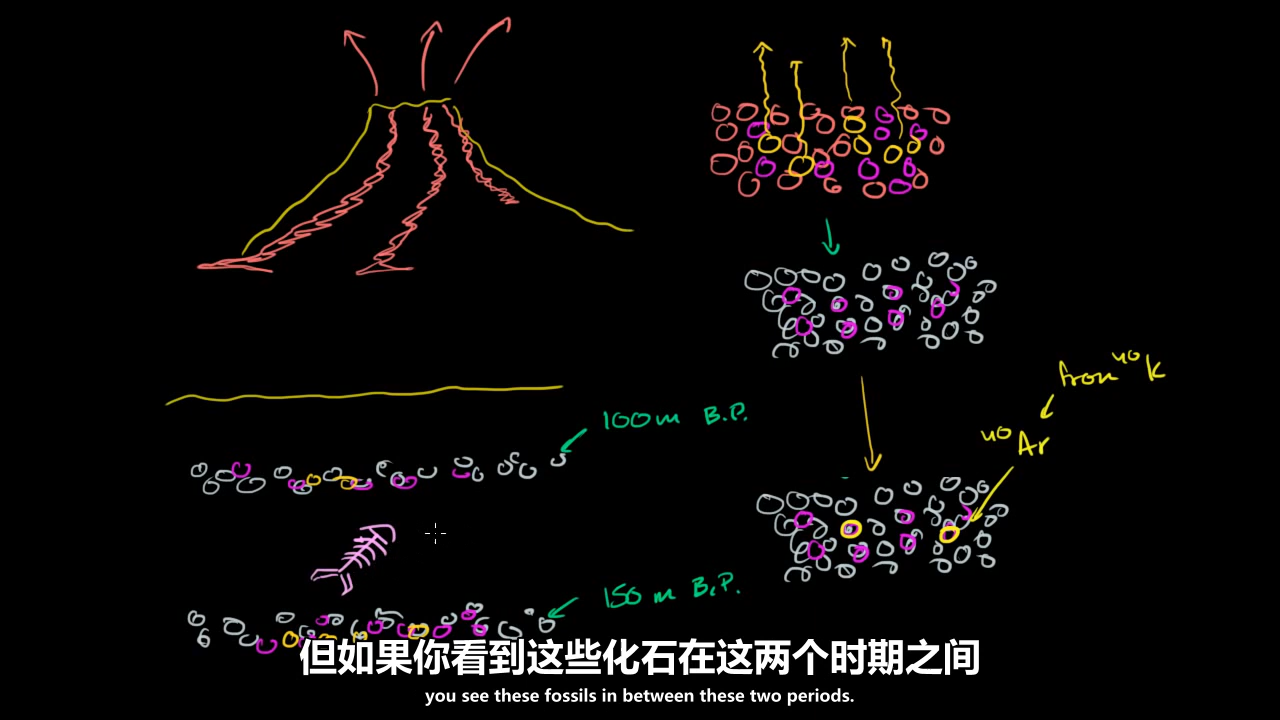 from ⁴⁰K
100m B.P.
⁴⁰Ar
150m B.P.
但如果你看到这些化石在这两个时期之间
you see these fossils in between these two periods.